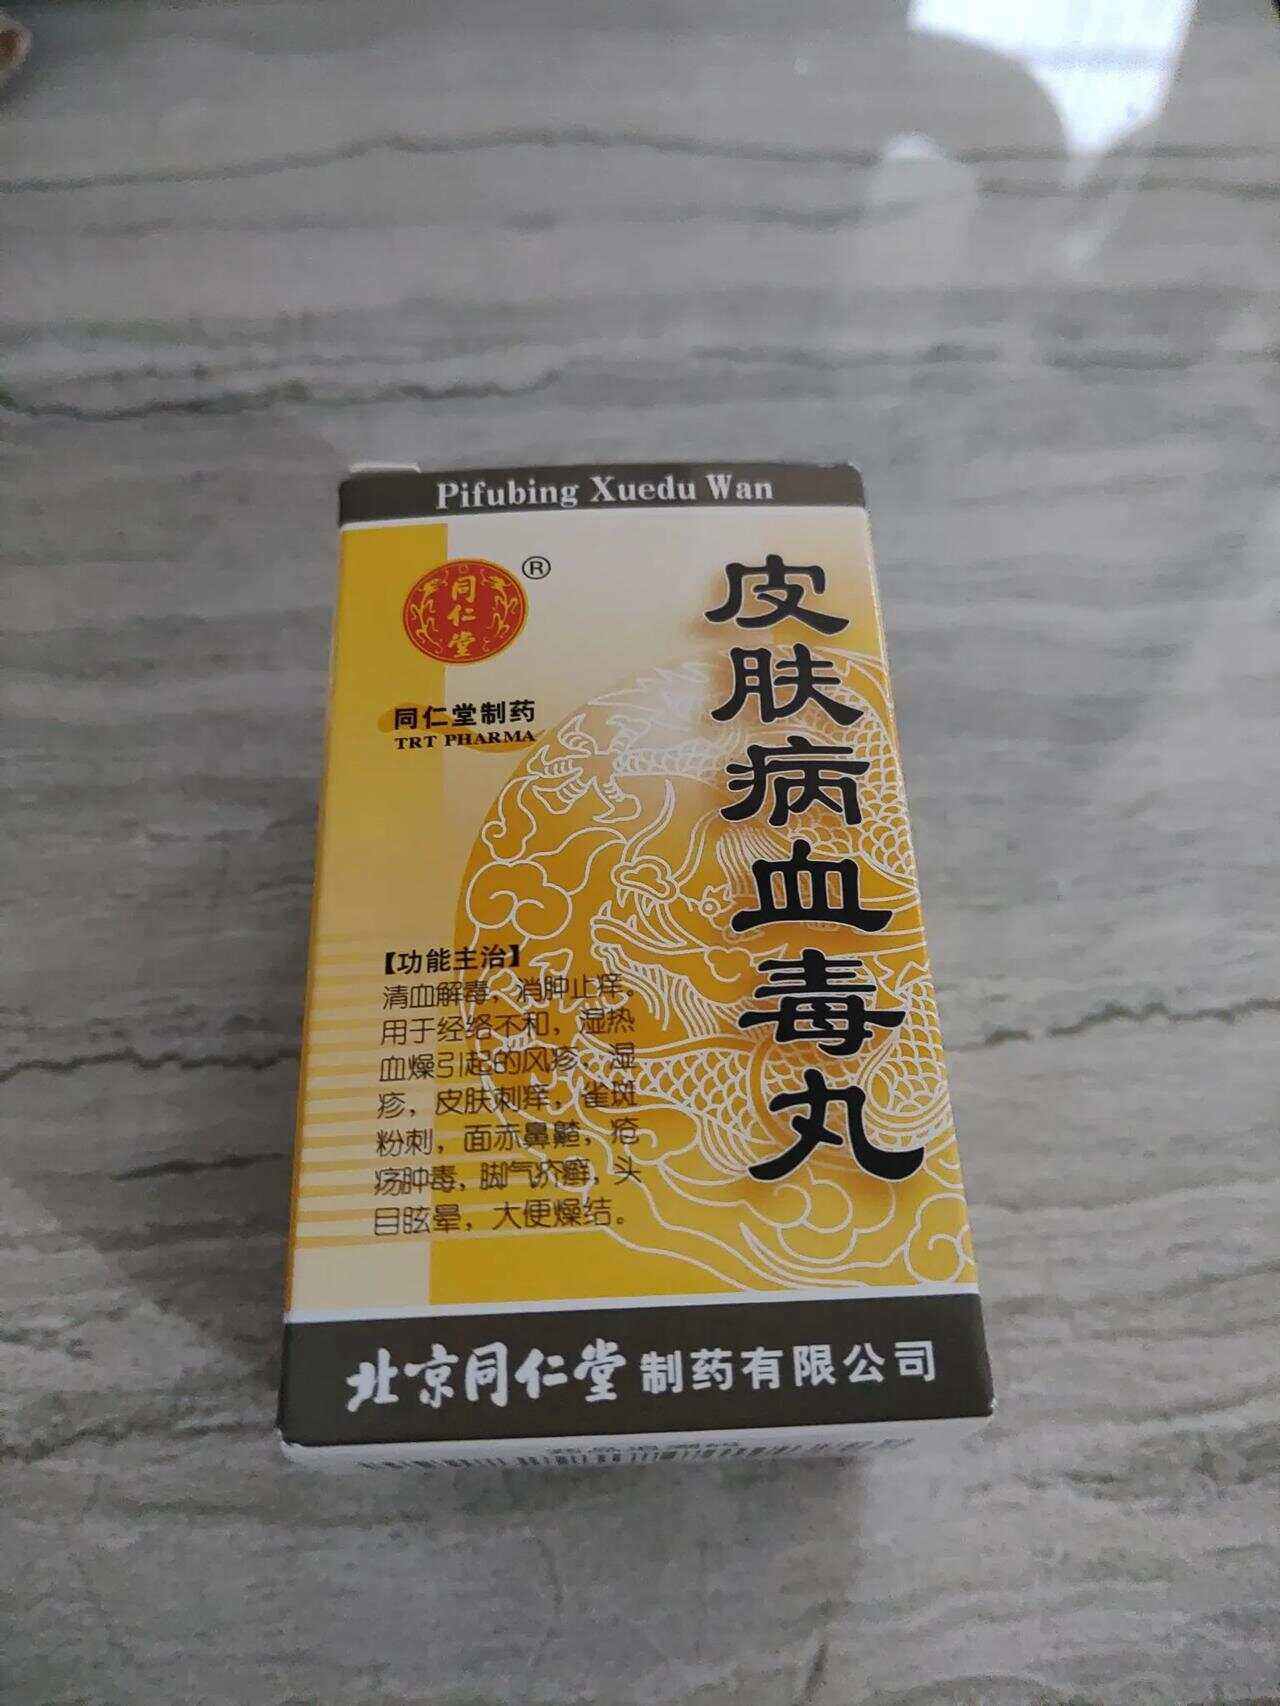 Pifubing Xuedu Wan
同仁堂
®
同仁堂制药
TRT PHARMA
皮肤病血毒丸
【功能主治】
清血解毒，消肿止痒。
用于经络不和，湿热
血燥引起的风疹，湿
疹，皮肤刺痒，雀斑
粉刺，面赤鼻齄，疮
疡肿毒，脚气疥癣，头
目眩晕，大便燥结。
北京同仁堂制药有限公司